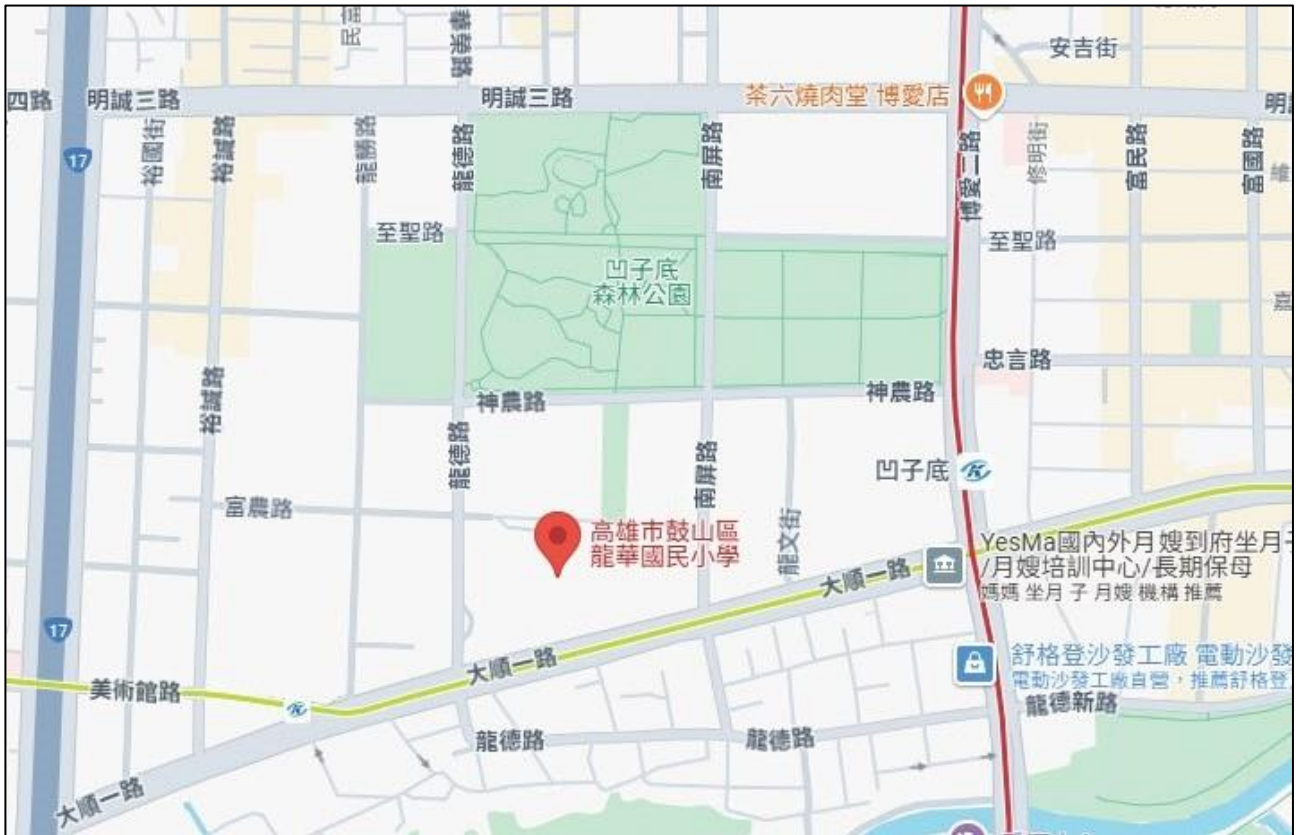 安吉街
四路
明誠三路
明誠三路
茶六燒肉堂 博愛店
17
裕國街
裕誠路
龍勝路
龍德路
南屏路
博愛二路
修明街
富民路
富國路
至聖路
至聖路
凹子底
森林公園
忠言路
裕誠路
神農路
神農路
龍德路
南屏路
凹子底
富農路
龍文街
高雄市鼓山區
龍華國民小學
YesMa國內外月嫂到府坐月子
/月嫂培訓中心/長期保母
媽媽 坐月 子 月嫂 機構 推薦
大順一路
17
大順一路
舒格登沙發工廠 電動沙發
電動沙發工廠直營，推薦舒格登
美術館路
龍德新路
龍德路
龍德路
大順一路